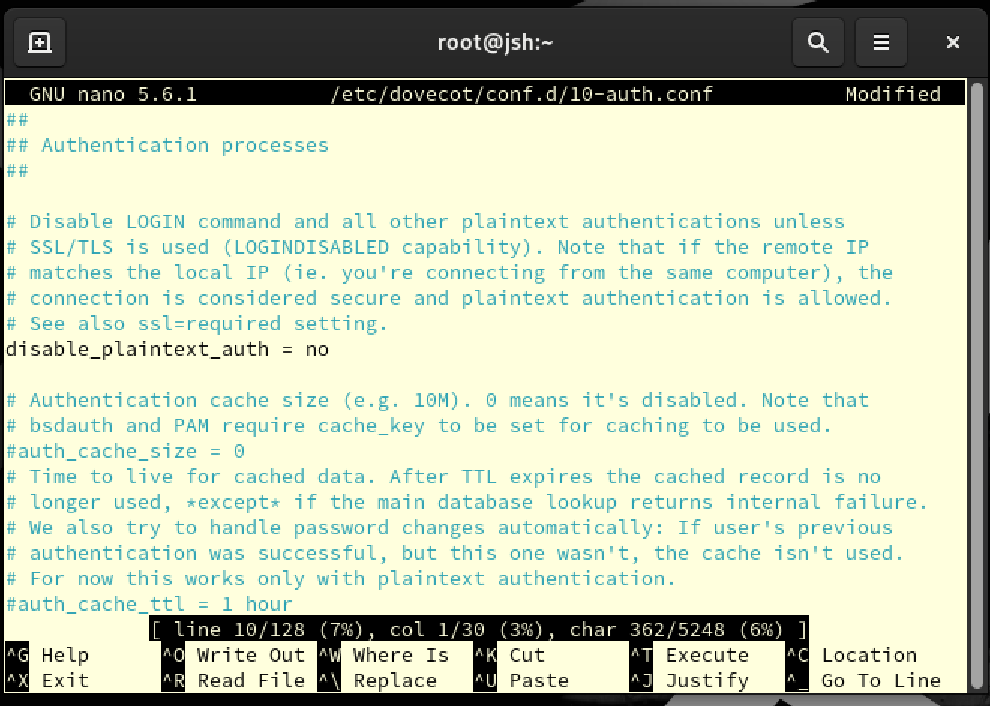 root@jsh:~
GNU nano 5.6.1 /etc/dovecot/conf.d/10-auth.conf Modified
##
## Authentication processes
##
# Disable LOGIN command and all other plaintext authentications unless
# SSL/TLS is used (LOGINDISABLED capability). Note that if the remote IP
# matches the local IP (ie. you're connecting from the same computer), the
# connection is considered secure and plaintext authentication is allowed.
# See also ssl=required setting.
disable_plaintext_auth = no
# Authentication cache size (e.g. 10M). 0 means it's disabled. Note that
# bsdauth and PAM require cache_key to be set for caching to be used.
#auth_cache_size = 0
# Time to live for cached data. After TTL expires the cached record is no
# longer used, *except* if the main database lookup returns internal failure.
# We also try to handle password changes automatically: If user's previous
# authentication was successful, but this one wasn't, the cache isn't used.
# For now this works only with plaintext authentication.
#auth_cache_ttl = 1 hour
[ line 10/128 (7%), col 1/30 (3%), char 362/5248 (6%) ]
^G Help ^O Write Out ^W Where Is ^K Cut ^T Execute ^C Location
^X Exit ^R Read File ^\ Replace ^U Paste ^J Justify ^_ Go To Line